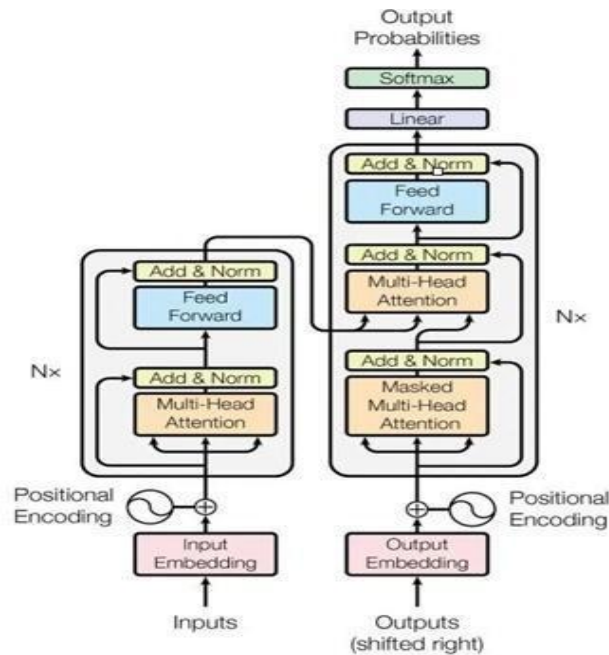 Output
Probabilities
Softmax
Linear
Add & Norm
Feed
Forward
Add & Norm
Multi-Head
Attention
Add & Norm
Masked
Multi-Head
Attention
Nx
Add & Norm
Feed
Forward
Nx
Add & Norm
Multi-Head
Attention
Positional
Encoding
Positional
Encoding
Input
Embedding
Output
Embedding
Inputs
Outputs
(shifted right)